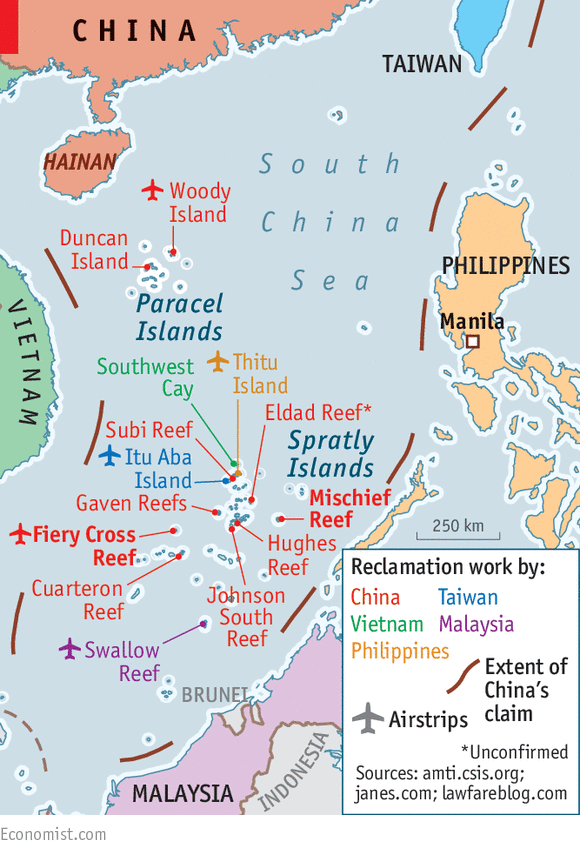 CHINA
TAIWAN
HAINAN
South
China
Sea
Woody
Island
Duncan
Island
Paracel
Islands
PHILIPPINES
Manila
VIETNAM
Southwest
Cay
Thitu
Island
Eldad Reef*
Subi Reef
Spratly
Islands
Itu Aba
Island
Gaven Reefs
Mischief
Reef
Fiery Cross
Reef
Hughes
Reef
Cuarteron
Reef
Johnson
South
Reef
Swallow
Reef
BRUNEI
MALAYSIA
INDONESIA
250 km
Reclamation work by:
China
Taiwan
Vietnam
Malaysia
Philippines
Extent of
China's
claim
Airstrips
*Unconfirmed
Sources: amti.csis.org;
janes.com; lawfareblog.com
Economist.com